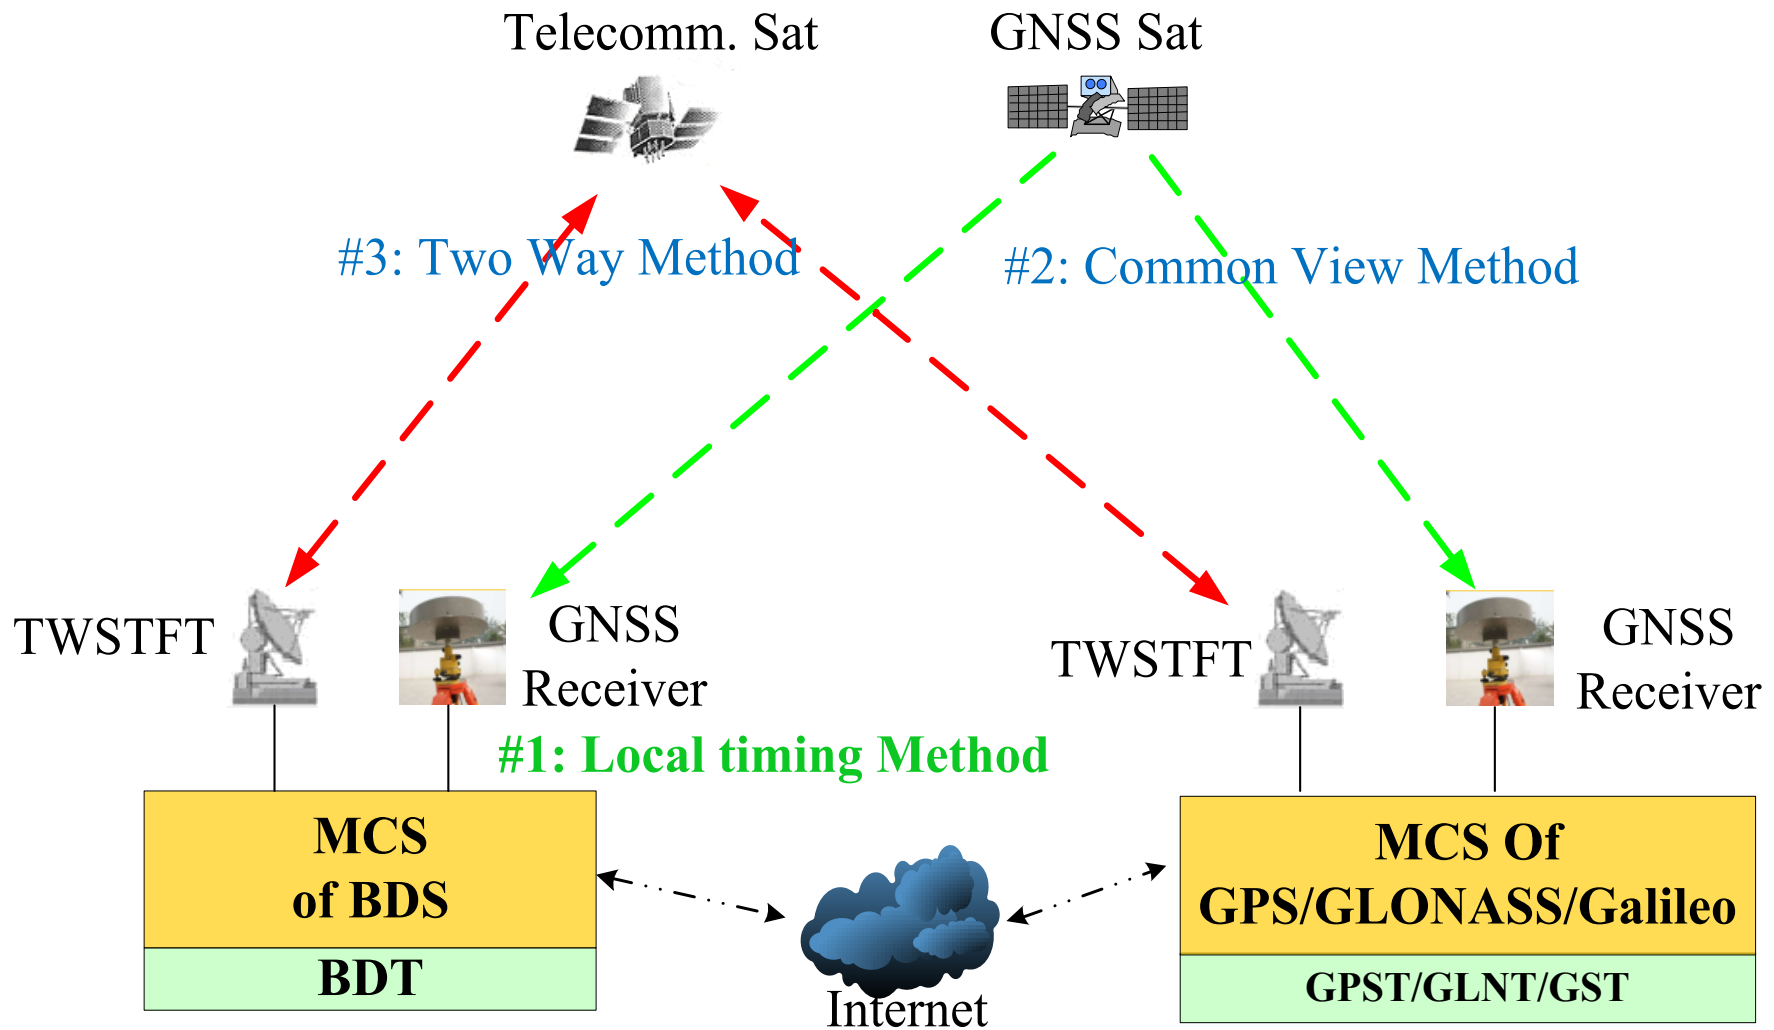 Telecomm. Sat
GNSS Sat
#3: Two Way Method
#2: Common View Method
TWSTFT
GNSS
Receiver
TWSTFT
GNSS
Receiver
#1: Local timing Method
MCS
of BDS
BDT
MCS Of
GPS/GLONASS/Galileo
GPST/GLNT/GST
Internet